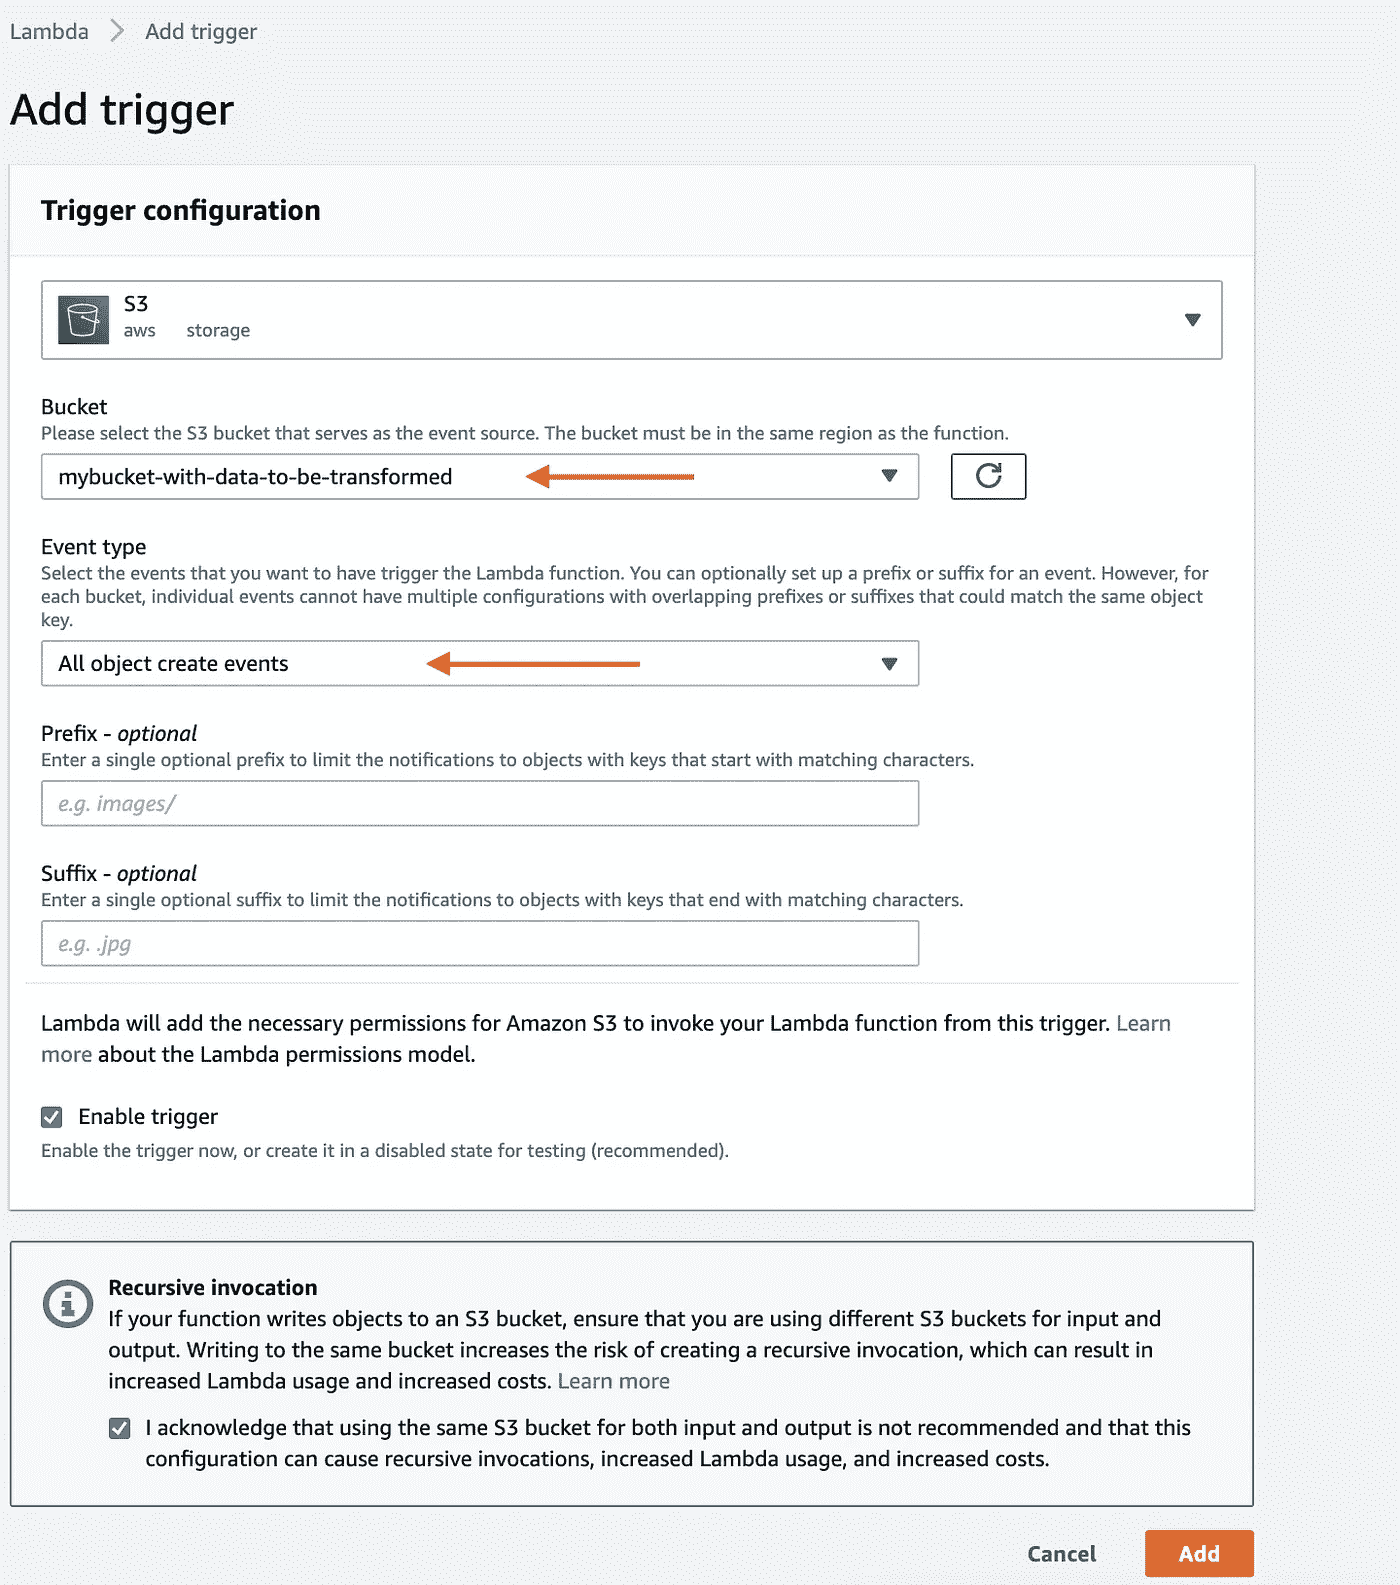 Lambda > Add trigger
Add trigger
Trigger configuration
S3
aws storage
Bucket
Please select the S3 bucket that serves as the event source. The bucket must be in the same region as the function.
mybucket-with-data-to-be-transformed
Event type
Select the events that you want to have trigger the Lambda function. You can optionally set up a prefix or suffix for an event. However, for
each bucket, individual events cannot have multiple configurations with overlapping prefixes or suffixes that could match the same object
key.
All object create events
Prefix - optional
Enter a single optional prefix to limit the notifications to objects with keys that start with matching characters.
e.g. images/
Suffix - optional
Enter a single optional suffix to limit the notifications to objects with keys that end with matching characters.
e.g. .jpg
Lambda will add the necessary permissions for Amazon S3 to invoke your Lambda function from this trigger. Learn
more about the Lambda permissions model.
Enable trigger
Enable the trigger now, or create it in a disabled state for testing (recommended).
Recursive invocation
If your function writes objects to an S3 bucket, ensure that you are using different S3 buckets for input and
output. Writing to the same bucket increases the risk of creating a recursive invocation, which can result in
increased Lambda usage and increased costs. Learn more
I acknowledge that using the same S3 bucket for both input and output is not recommended and that this
configuration can cause recursive invocations, increased Lambda usage, and increased costs.
Cancel Add